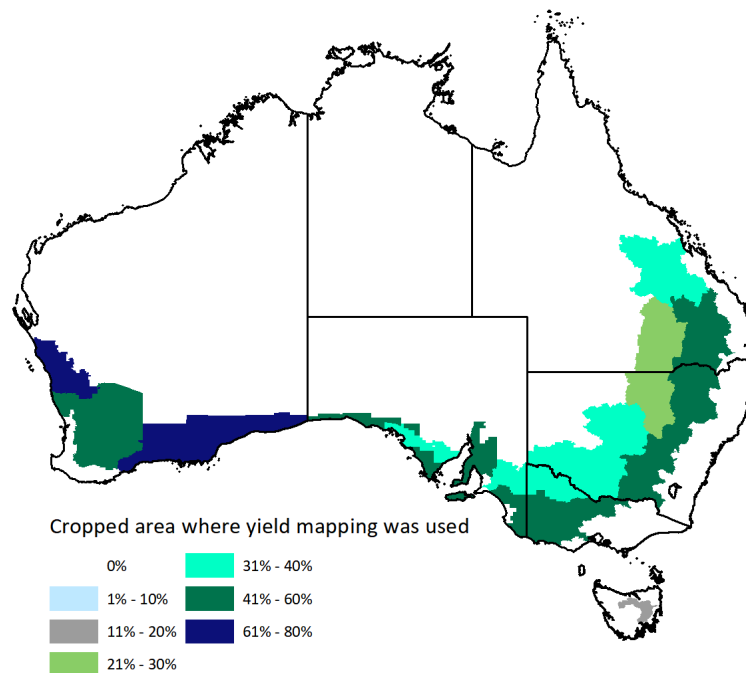 Cropped area where yield mapping was used
0%
1% - 10%
11% - 20%
21% - 30%
31% - 40%
41% - 60%
61% - 80%